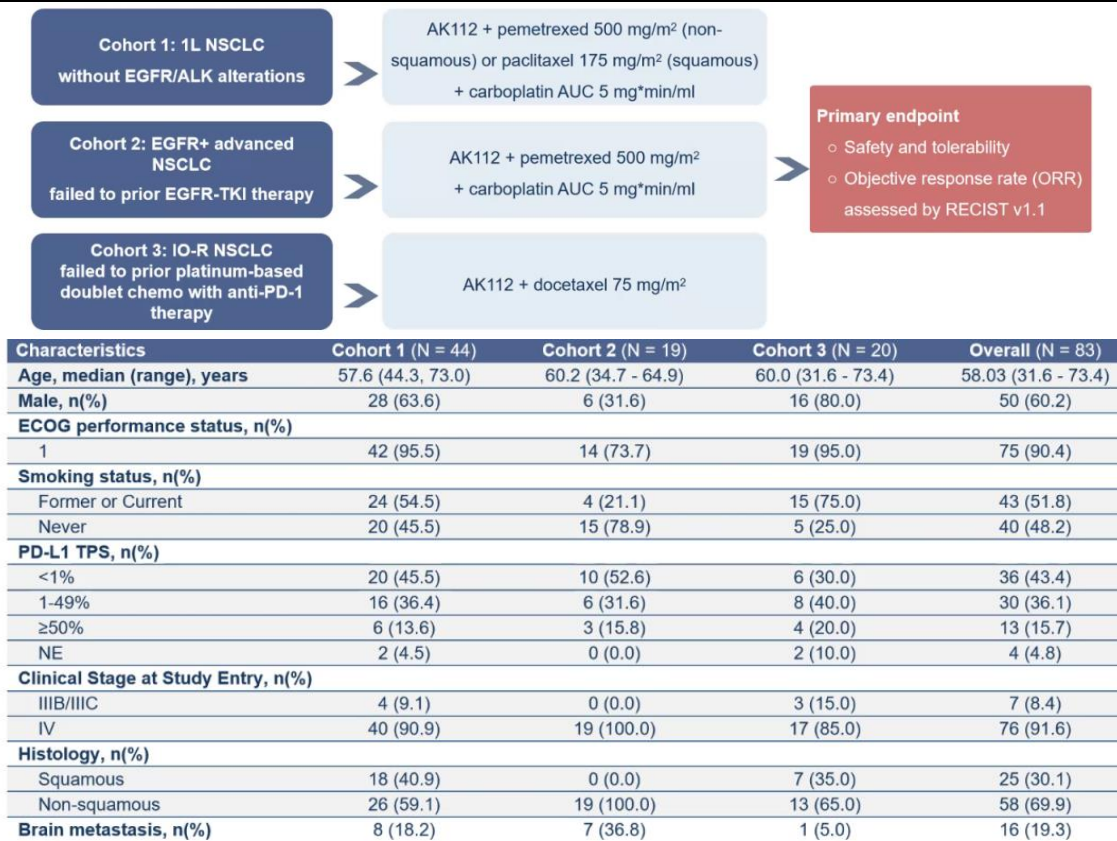 Cohort 1: 1L NSCLC
without EGFR/ALK alterations
AK112 + pemetrexed 500 mg/m² (non-
squamous) or paclitaxel 175 mg/m² (squamous)
+ carboplatin AUC 5 mg*min/ml
Cohort 2: EGFR+ advanced
NSCLC
failed to prior EGFR-TKI therapy
AK112 + pemetrexed 500 mg/m²
+ carboplatin AUC 5 mg*min/ml
Cohort 3: IO-R NSCLC
failed to prior platinum-based
doublet chemo with anti-PD-1
therapy
AK112 + docetaxel 75 mg/m²
Primary endpoint
○ Safety and tolerability
○ Objective response rate (ORR)
assessed by RECIST v1.1
Characteristics Cohort 1 (N = 44) Cohort 2 (N = 19) Cohort 3 (N = 20) Overall (N = 83)
Age, median (range), years 57.6 (44.3, 73.0) 60.2 (34.7 - 64.9) 60.0 (31.6 - 73.4) 58.03 (31.6 - 73.4)
Male, n(%) 28 (63.6) 6 (31.6) 16 (80.0) 50 (60.2)
ECOG performance status, n(%)
1 42 (95.5) 14 (73.7) 19 (95.0) 75 (90.4)
Smoking status, n(%)
Former or Current 24 (54.5) 4 (21.1) 15 (75.0) 43 (51.8)
Never 20 (45.5) 15 (78.9) 5 (25.0) 40 (48.2)
PD-L1 TPS, n(%)
<1% 20 (45.5) 10 (52.6) 6 (30.0) 36 (43.4)
1-49% 16 (36.4) 6 (31.6) 8 (40.0) 30 (36.1)
≥50% 6 (13.6) 3 (15.8) 4 (20.0) 13 (15.7)
NE 2 (4.5) 0 (0.0) 2 (10.0) 4 (4.8)
Clinical Stage at Study Entry, n(%)
IIIB/IIIC 4 (9.1) 0 (0.0) 3 (15.0) 7 (8.4)
IV 40 (90.9) 19 (100.0) 17 (85.0) 76 (91.6)
Histology, n(%)
Squamous 18 (40.9) 0 (0.0) 7 (35.0) 25 (30.1)
Non-squamous 26 (59.1) 19 (100.0) 13 (65.0) 58 (69.9)
Brain metastasis, n(%) 8 (18.2) 7 (36.8) 1 (5.0) 16 (19.3)